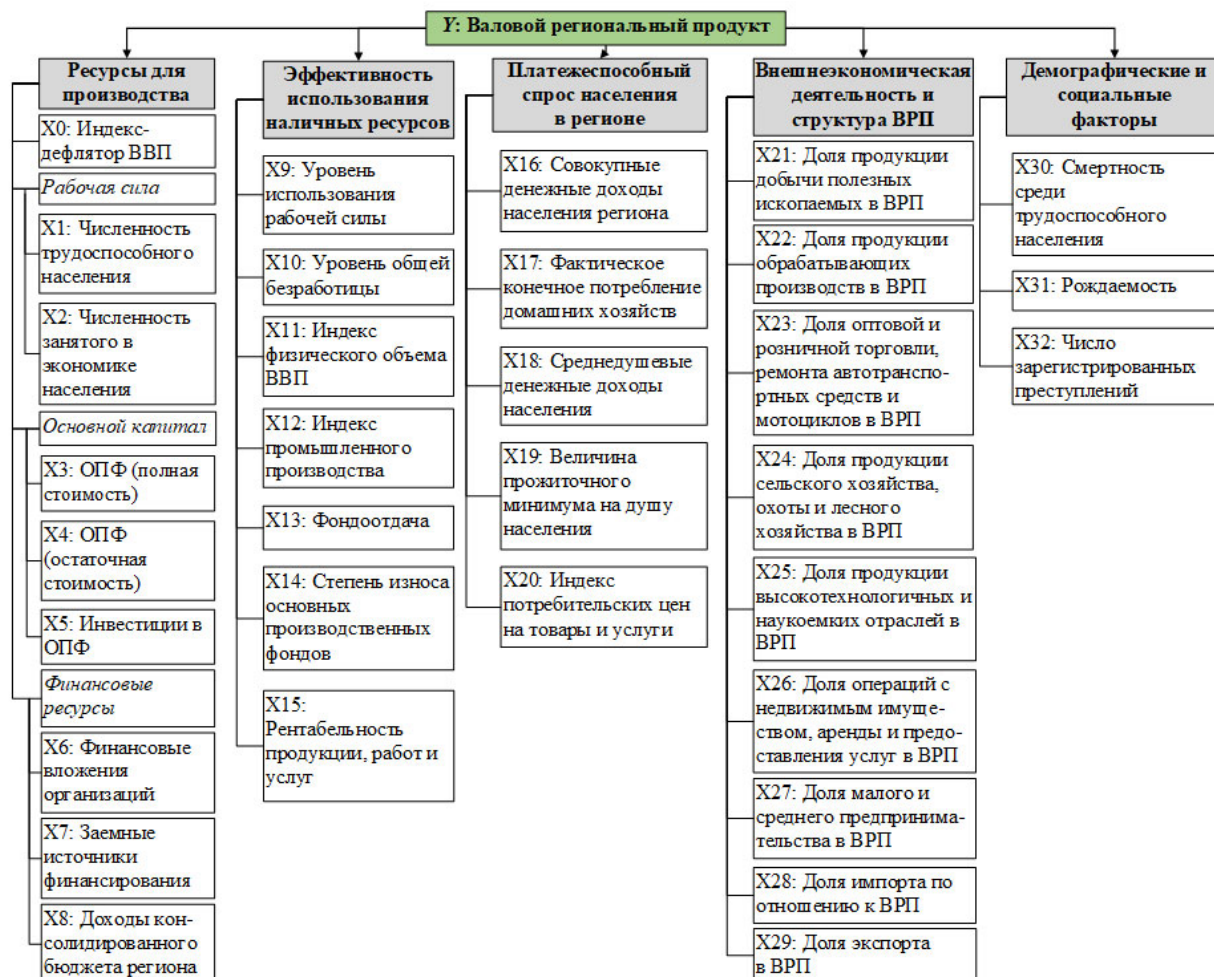 Y: Валовой региональный продукт
Ресурсы для
производства
X0: Индекс-
дефлятор ВВП
Рабочая сила
X1: Численность
трудоспособного
населения
X2: Численность
занятого в
экономике
населения
Основной капитал
X3: ОПФ (полная
стоимость)
X4: ОПФ
(остаточная
стоимость)
X5: Инвестиции в
ОПФ
Финансовые
ресурсы
X6: Финансовые
вложения
организаций
X7: Заемные
источники
финансирования
X8: Доходы кон-
солидированного
бюджета региона
Эффективность
использования
наличных ресурсов
X9: Уровень
использования
рабочей силы
X10: Уровень общей
безработицы
X11: Индекс
физического объема
ВВП
X12: Индекс
промышленного
производства
X13: Фондоотдача
X14: Степень износа
основных
производственных
фондов
X15:
Рентабельность
продукции, работ и
услуг
Платежеспособный
спрос населения
в регионе
X16: Совокупные
денежные доходы
населения региона
X17: Фактическое
конечное потребление
домашних хозяйств
X18: Среднедушевые
денежные доходы
населения
X19: Величина
прожиточного
минимума на душу
населения
X20: Индекс
потребительских цен
на товары и услуги
Внешнеэкономическая
деятельность и
структура ВРП
X21: Доля продукции
добычи полезных
ископаемых в ВРП
X22: Доля продукции
обрабатывающих
производств в ВРП
X23: Доля оптовой и
розничной торговли,
ремонта автотранспо-
ртных средств и
мотоциклов в ВРП
X24: Доля продукции
сельского хозяйства,
охоты и лесного
хозяйства в ВРП
X25: Доля продукции
высокотехнологичных и
наукоемких отраслей в
ВРП
X26: Доля операций с
недвижимым имуще-
ством, аренды и предо-
ставления услуг в ВРП
X27: Доля малого и
среднего предпринима-
тельства в ВРП
X28: Доля импорта по
отношению к ВРП
X29: Доля экспорта
в ВРП
Демографические и
социальные
факторы
X30: Смертность
среди
трудоспособного
населения
X31: Рождаемость
X32: Число
зарегистрированных
преступлений